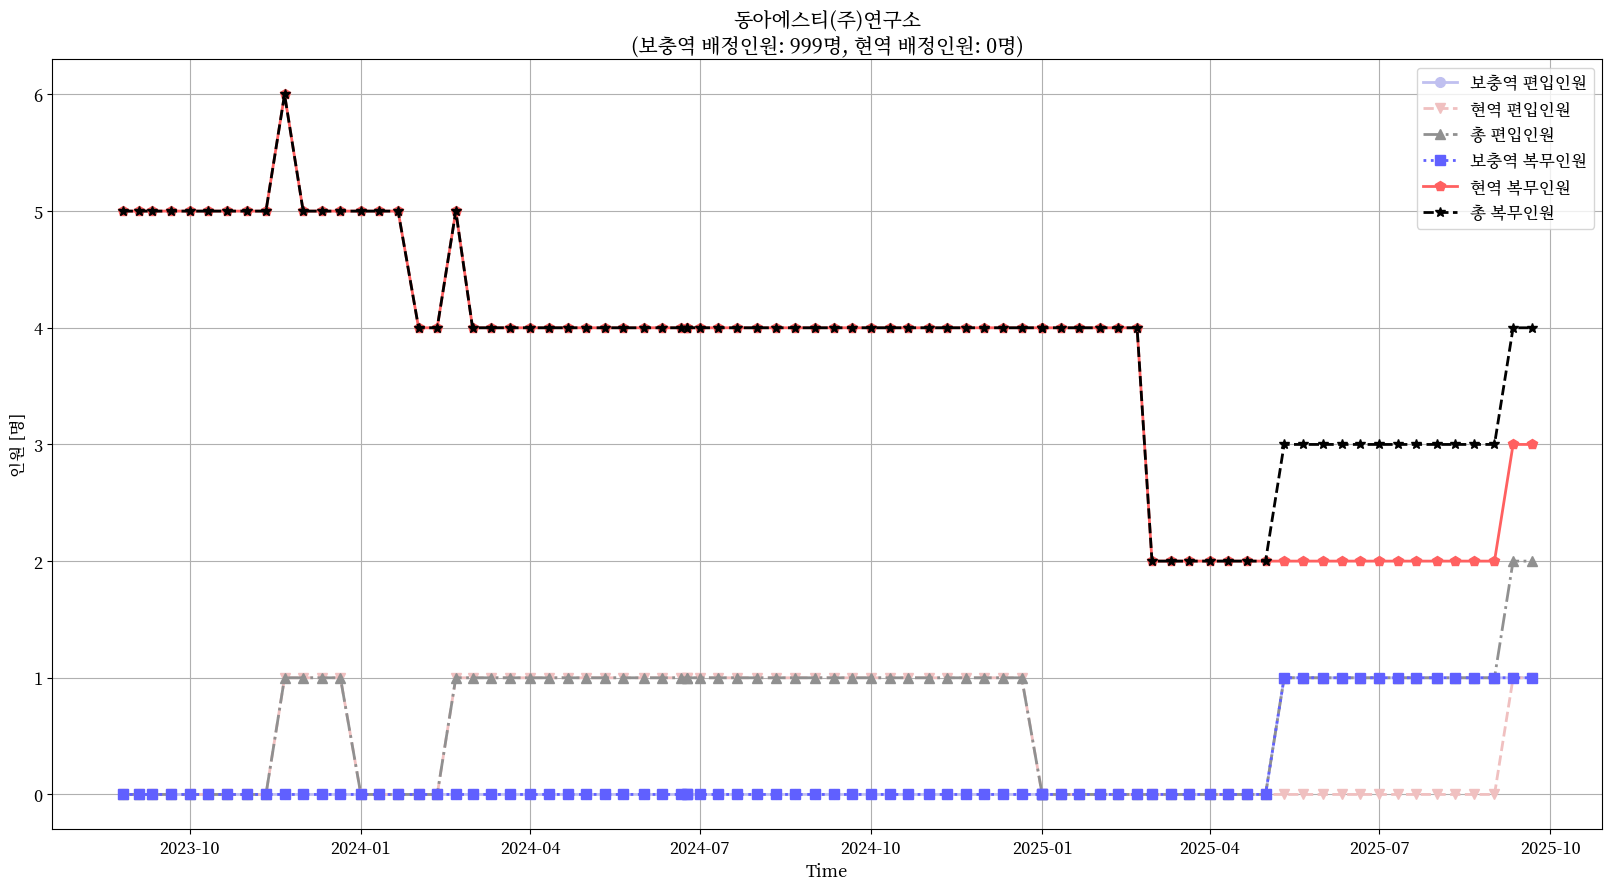 동아에스티(주)연구소
(보충역 배정인원: 999명, 현역 배정인원: 0명)
보충역 편입인원
현역 편입인원
총 편입인원
보충역 복무인원
현역 복무인원
총 복무인원
인원 [명]
6
5
4
3
2
1
0
2023-10
2024-01
2024-04
2024-07
2024-10
2025-01
2025-04
2025-07
2025-10
Time